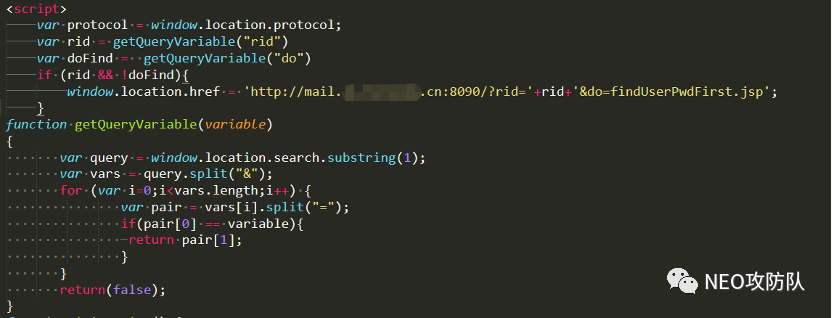 <script>
var protocol = window.location.protocol;
var rid = getQueryVariable("rid")
var doFind = getQueryVariable("do")
if (rid && !doFind){
window.location.href = 'http://mail. .cn:8090/?rid='+rid+'&do=findUserPwdFirst.jsp';
}
function getQueryVariable(variable)
{
var query = window.location.search.substring(1);
var vars = query.split("&");
for (var i=0;i<vars.length;i++) {
var pair = vars[i].split("=");
if(pair[0] == variable){
return pair[1];
}
}
return(false);
}
NEO攻防队